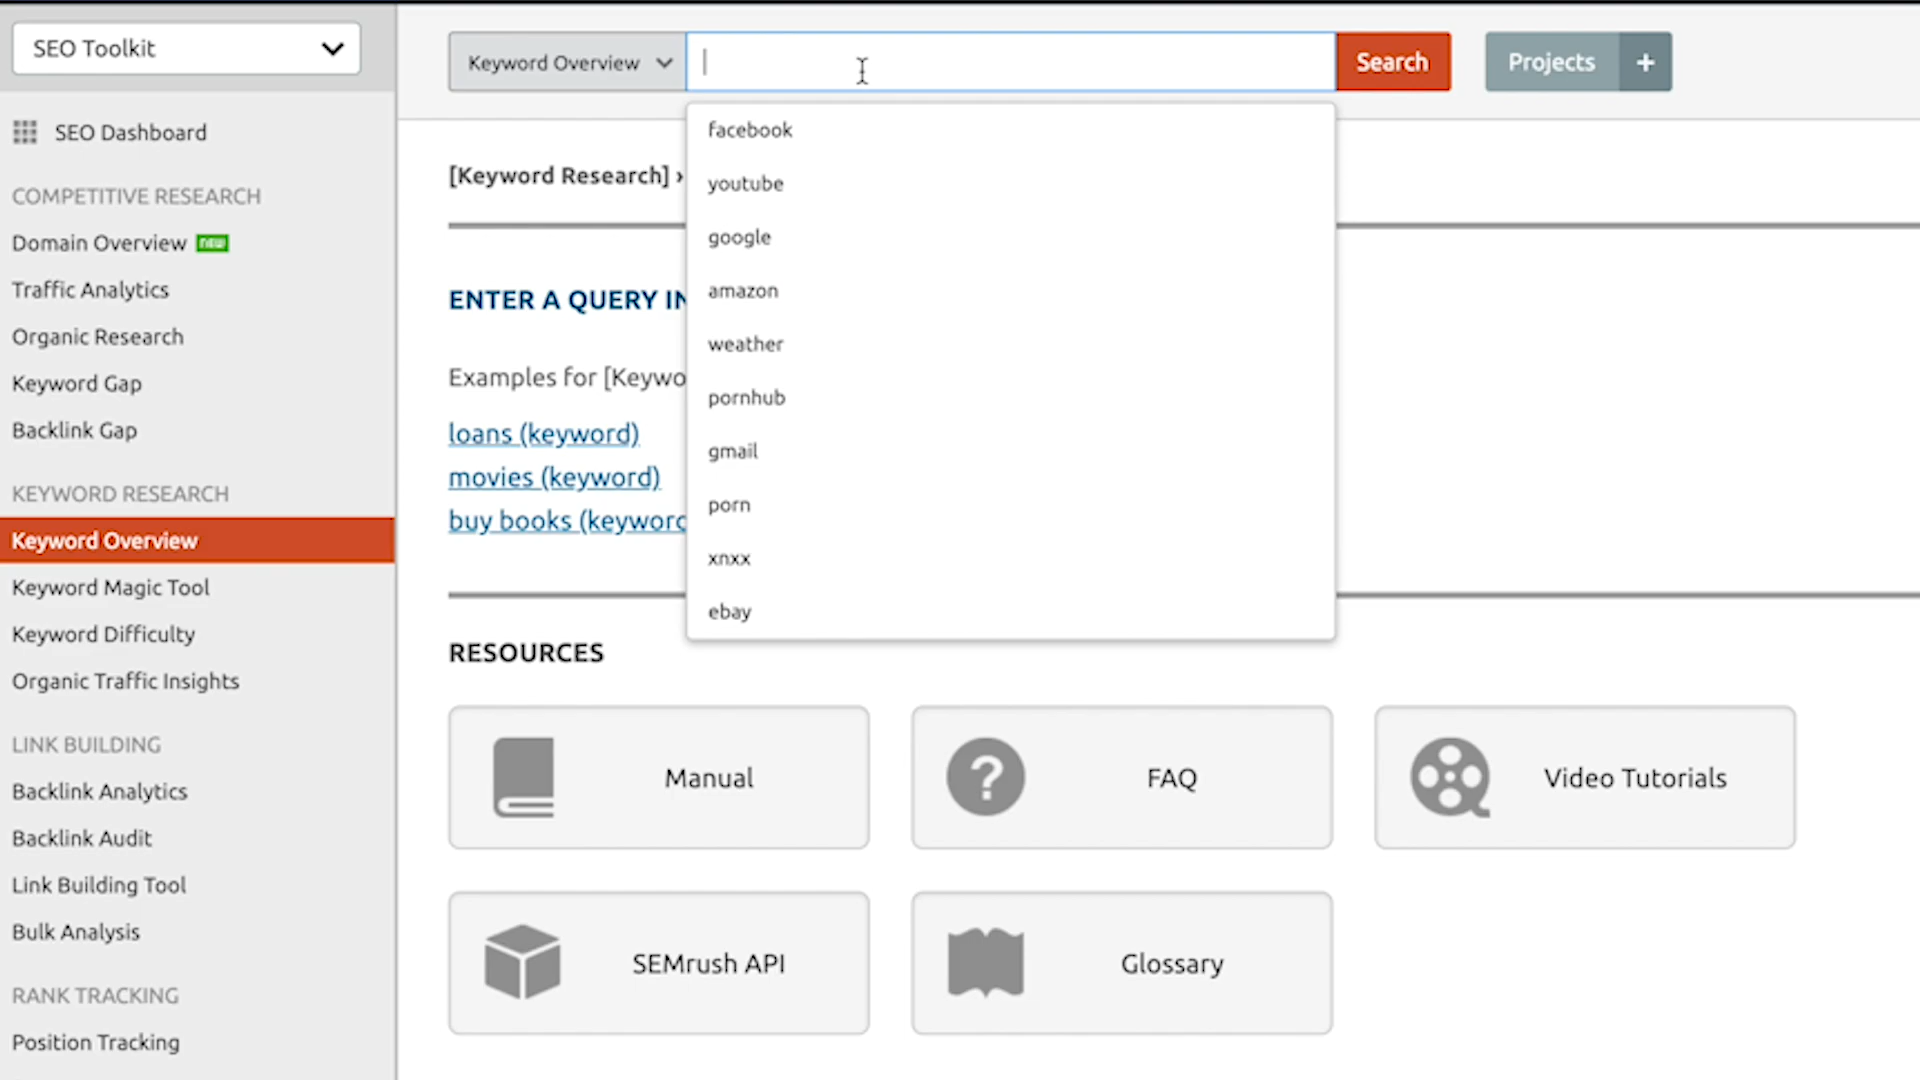 SEO Toolkit
SEO Dashboard
COMPETITIVE RESEARCH
Domain Overview new
Traffic Analytics
Organic Research
Keyword Gap
Backlink Gap
KEYWORD RESEARCH
Keyword Overview
Keyword Magic Tool
Keyword Difficulty
Organic Traffic Insights
LINK BUILDING
Backlink Analytics
Backlink Audit
Link Building Tool
Bulk Analysis
RANK TRACKING
Position Tracking
Keyword Overview
Search
Projects +
facebook
youtube
google
amazon
weather
pornhub
gmail
porn
xnxx
ebay
[Keyword Research] ›
ENTER A QUERY IN
Examples for [Keywo
loans (keyword)
movies (keyword)
buy books (keyword
RESOURCES
Manual
? FAQ
Video Tutorials
SEMrush API
Glossary